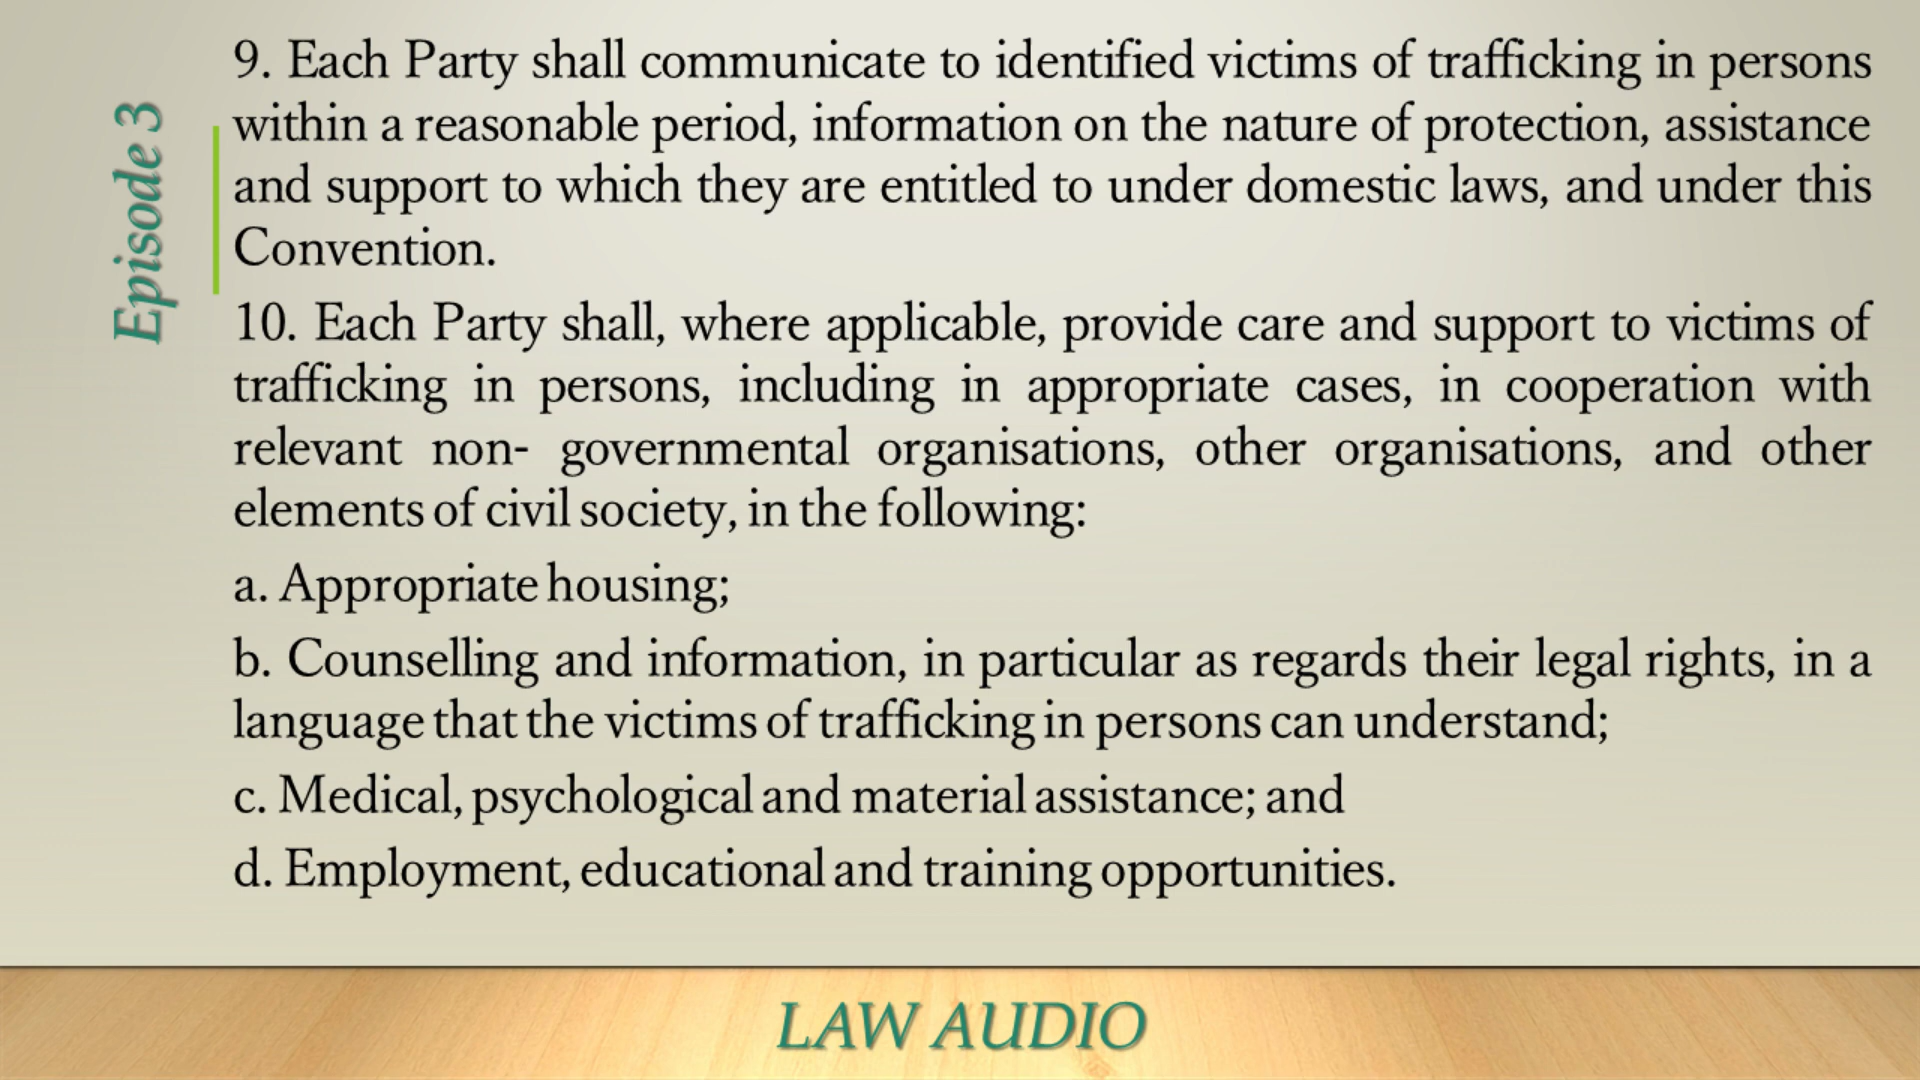 Episode 3
9. Each Party shall communicate to identified victims of trafficking in persons
within a reasonable period, information on the nature of protection, assistance
and support to which they are entitled to under domestic laws, and under this
Convention.
10. Each Party shall, where applicable, provide care and support to victims of
trafficking in persons, including in appropriate cases, in cooperation with
relevant non- governmental organisations, other organisations, and other
elements of civil society, in the following:
a. Appropriate housing;
b. Counselling and information, in particular as regards their legal rights, in a
language that the victims of trafficking in persons can understand;
c. Medical, psychological and material assistance; and
d. Employment, educational and training opportunities.
LAW AUDIO